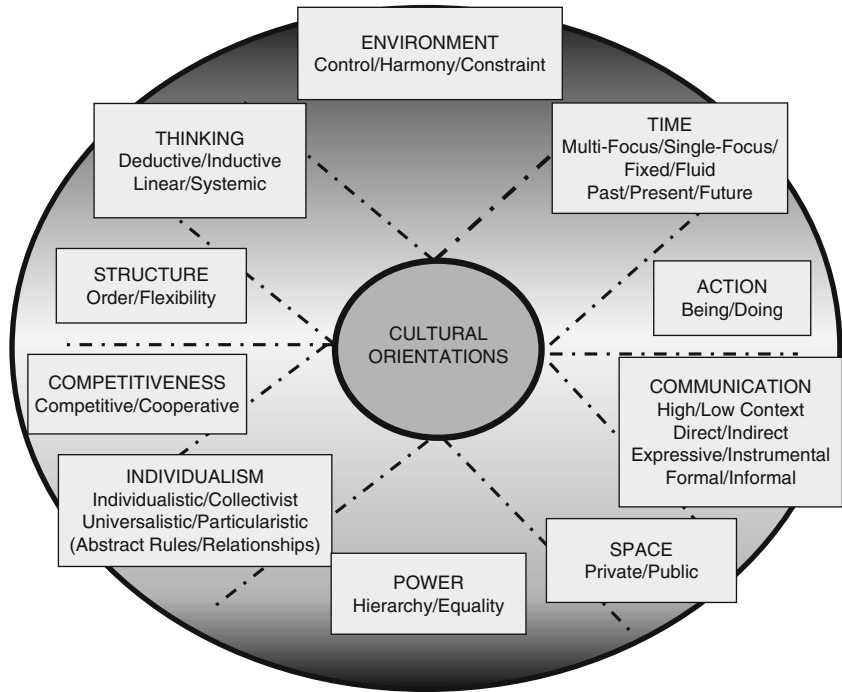 ENVIRONMENT
Control/Harmony/Constraint
THINKING
Deductive/Inductive
Linear/Systemic
TIME
Multi-Focus/Single-Focus/
Fixed/Fluid
Past/Present/Future
STRUCTURE
Order/Flexibility
ACTION
Being/Doing
CULTURAL
ORIENTATIONS
COMPETITIVENESS
Competitive/Cooperative
COMMUNICATION
High/Low Context
Direct/Indirect
Expressive/Instrumental
Formal/Informal
INDIVIDUALISM
Individualistic/Collectivist
Universalistic/Particularistic
(Abstract Rules/Relationships)
SPACE
Private/Public
POWER
Hierarchy/Equality